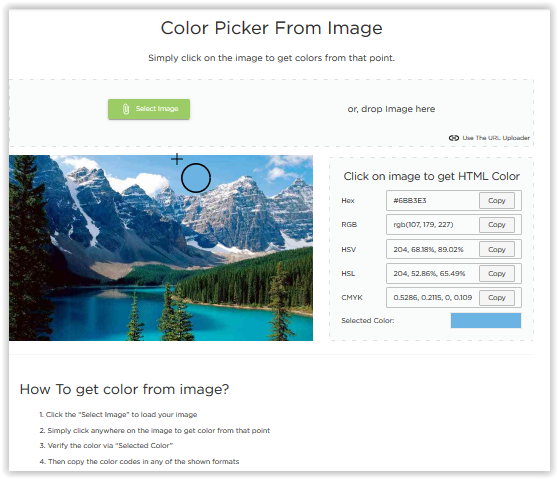 Color Picker From Image
Simply click on the image to get colors from that point.
Select Image
or, drop Image here
Use The URL Uploader
Click on image to get HTML Color
Hex #6BB3E3 Copy
RGB rgb(107, 179, 227) Copy
HSV 204, 68.18%, 89.02% Copy
HSL 204, 52.86%, 65.49% Copy
CMYK 0.5286, 0.2115, 0, 0.109 Copy
Selected Color:
How To get color from image?
1. Click the "Select Image" to load your image
2. Simply click anywhere on the image to get color from that point
3. Verify the color via "Selected Color"
4. Then copy the color codes in any of the shown formats